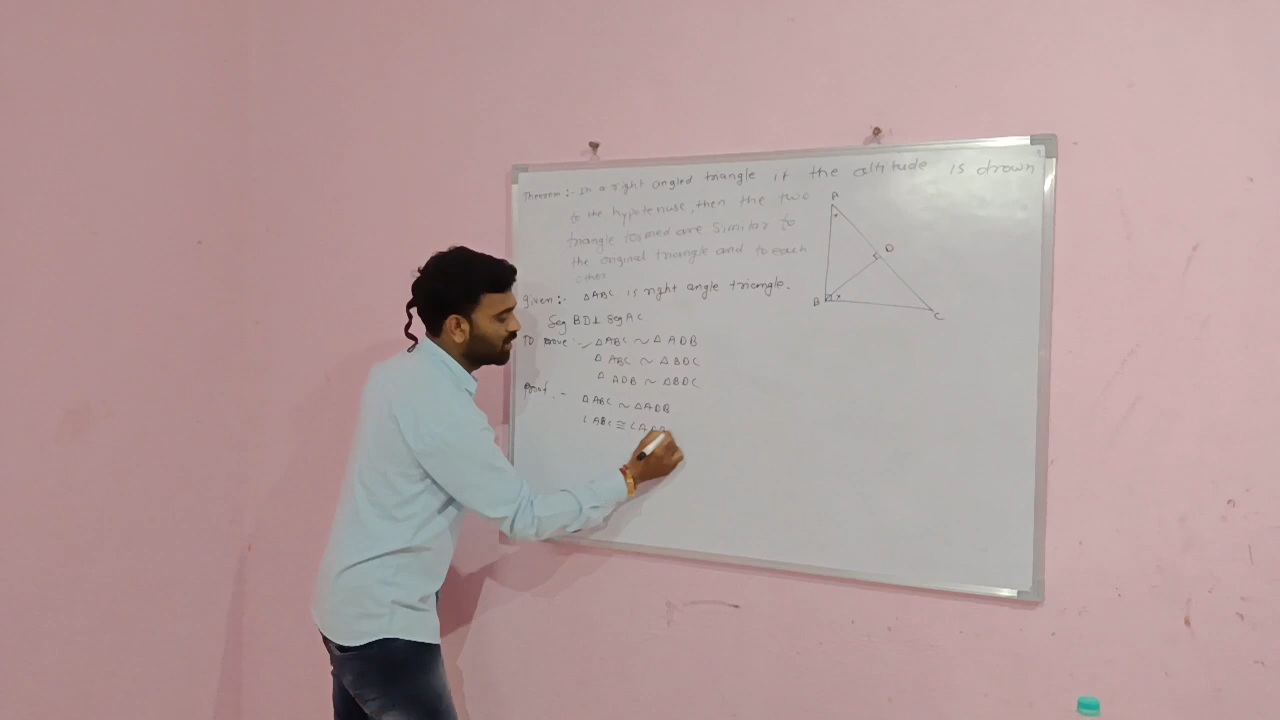 Theorem :- In a right angled triangle if the altitude is drown
to the hypotenuse, then the two
triangle formed are similar to
the original triangle and to each
other
given :- △ABC is right angle triangle.
Seg BD⊥ seg AC
TO prove :- ✓ △ABC ~ △ADB
△ABC ~ △BDC
△ADB ~ △BDC
Proof :-
△ABC ~ △ADB
∠ABC ≅ ∠ADB
A
D
B
C